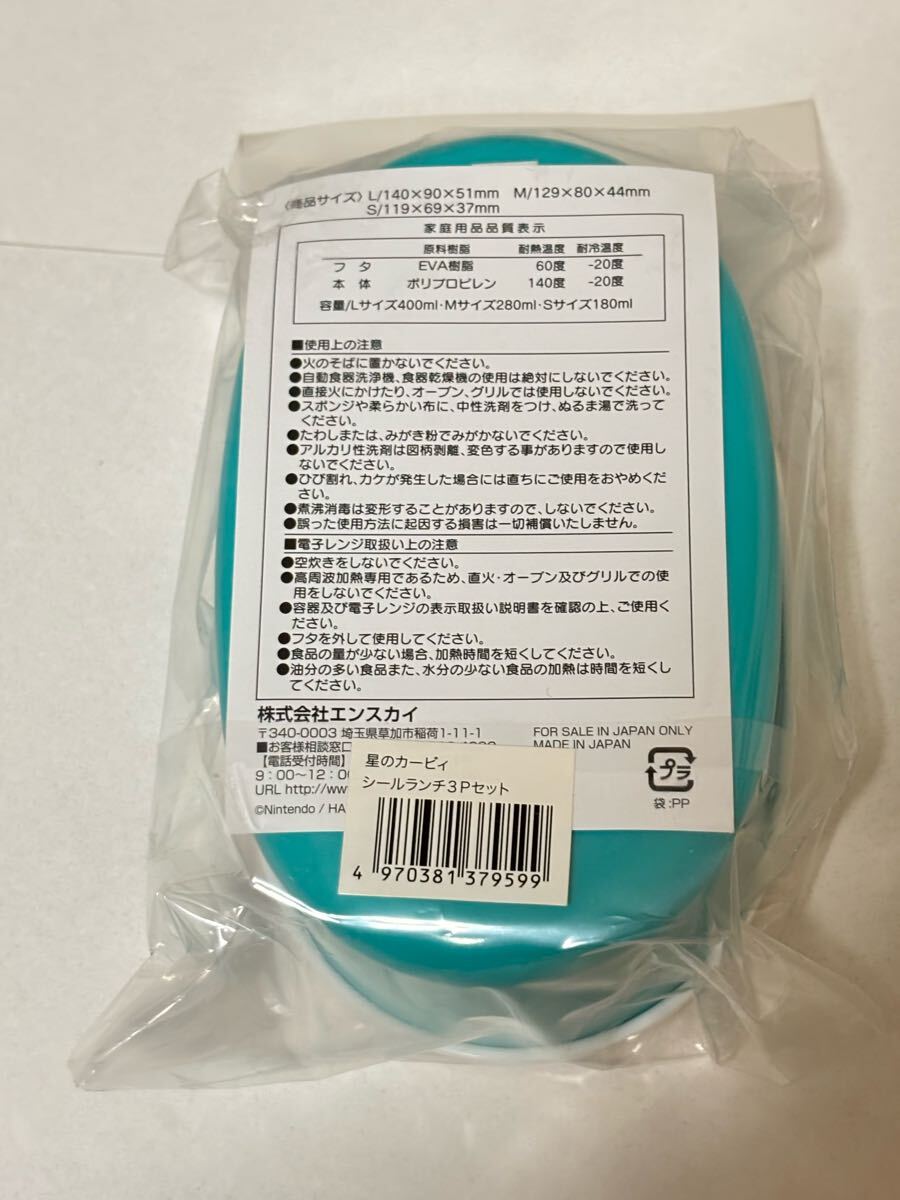 〈商品サイズ〉L/140×90×51mm M/129×80×44mm
S/119×69×37mm
家庭用品品質表示
原料樹脂 耐熱温度 耐冷温度
フタ EVA樹脂 60度 -20度
本体 ポリプロピレン 140度 -20度
容量/Lサイズ400ml・Mサイズ280ml・Sサイズ180ml
■使用上の注意
●火のそばに置かないでください。
●自動食器洗浄機、食器乾燥機の使用は絶対にしないでください。
●直接火にかけたり、オーブン、グリルでは使用しないでください。
●スポンジや柔らかい布に、中性洗剤をつけ、ぬるま湯で洗って
ください。
●たわしまたは、みがき粉でみがかないでください。
●アルカリ性洗剤は図柄剥離、変色する事がありますので使用し
ないでください。
●ひび割れ、カケが発生した場合には直ちにご使用をおやめくだ
さい。
●煮沸消毒は変形することがありますので、しないでください。
●誤った使用方法に起因する損害は一切補償いたしません。
■電子レンジ取扱い上の注意
●空炊きをしないでください。
●高周波加熱専用であるため、直火・オーブン及びグリルでの使
用をしないでください。
●容器及び電子レンジの表示取扱い説明書を確認の上、ご使用く
ださい。
●フタを外して使用してください。
●食品の量が少ない場合、加熱時間を短くしてください。
●油分の多い食品また、水分の少ない食品の加熱は時間を短くし
てください。
株式会社エンスカイ
〒340-0003 埼玉県草加市稲荷1-11-1
■お客様相談窓口
【電話受付時間】
9:00〜12:00
URL http://www
©Nintendo / HA
FOR SALE IN JAPAN ONLY
MADE IN JAPAN
プラ
袋:PP
星のカービィ
シールランチ3Pセット
4 970381 379599